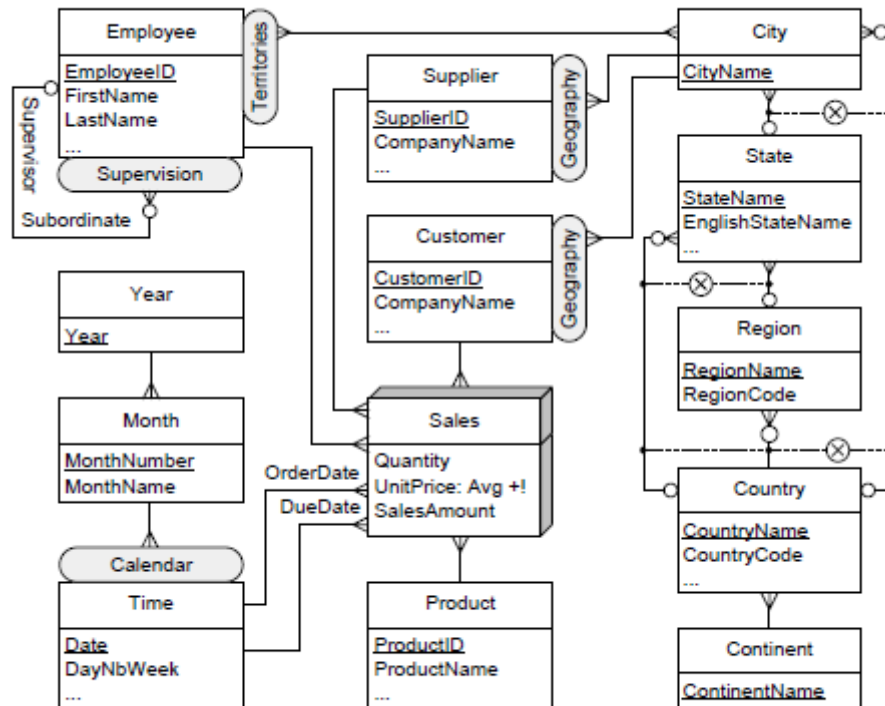 Employee
EmployeeID
FirstName
LastName
...
Territories
Supervision
Supervisor
Subordinate
Supplier
SupplierID
CompanyName
...
Geography
City
CityName
State
StateName
EnglishStateName
...
Customer
CustomerID
CompanyName
...
Geography
Year
Year
Region
RegionName
RegionCode
Month
MonthNumber
MonthName
Sales
Quantity
UnitPrice: Avg +!
SalesAmount
OrderDate
DueDate
Country
CountryName
CountryCode
...
Calendar
Time
Date
DayNbWeek
...
Product
ProductID
ProductName
...
Continent
ContinentName